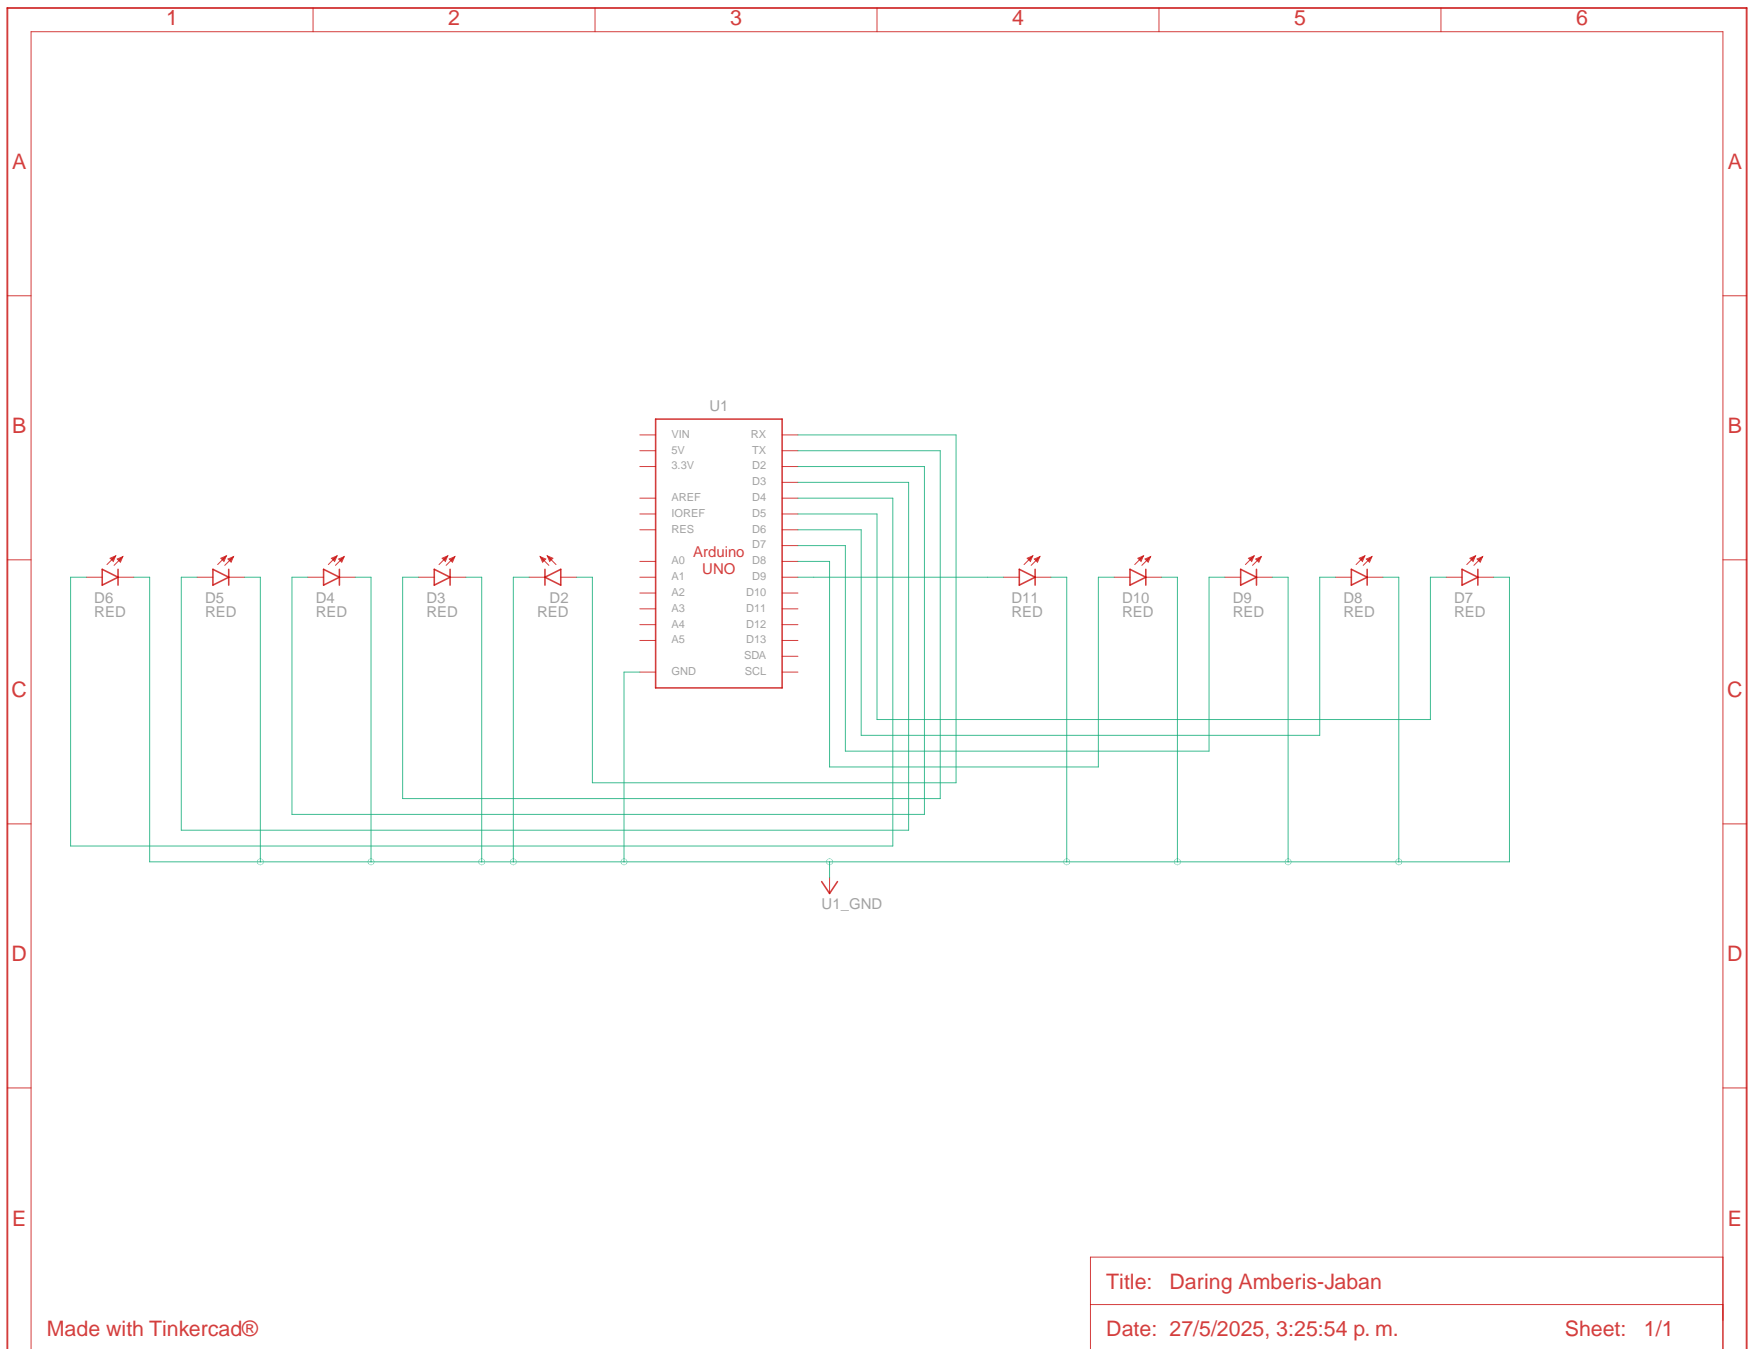 1 2 3 4 5 6
A A
B B
U1
VIN RX
5V TX
3.3V D2
D3
AREF D4
IOREF D5
RES D6
D7
Arduino
UNO
A0 D8
A1 D9
A2 D10
A3 D11
A4 D12
A5 D13
SDA
GND SCL
D6 D5 D4 D3 D2 D11 D10 D9 D8 D7
RED RED RED RED RED RED RED RED RED RED
C C
U1_GND
D D
E E
Title: Daring Amberis-Jaban
Made with Tinkercad®
Date: 27/5/2025, 3:25:54 p. m. Sheet: 1/1